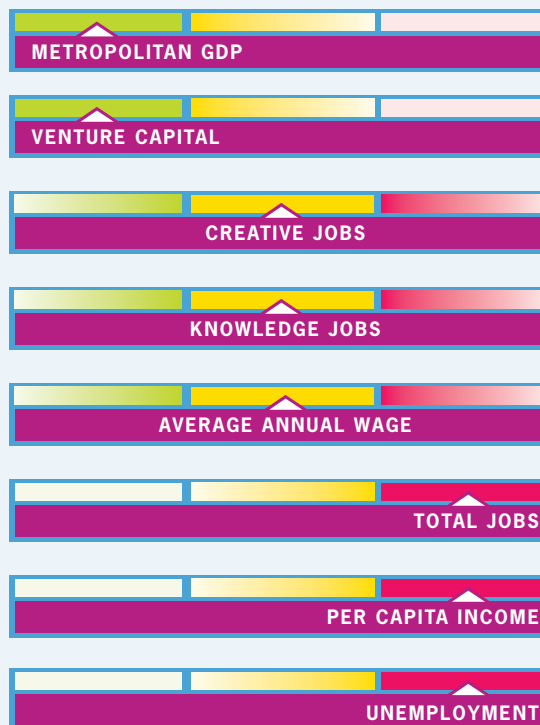 METROPOLITAN GDP
VENTURE CAPITAL
CREATIVE JOBS
KNOWLEDGE JOBS
AVERAGE ANNUAL WAGE
TOTAL JOBS
PER CAPITA INCOME
UNEMPLOYMENT